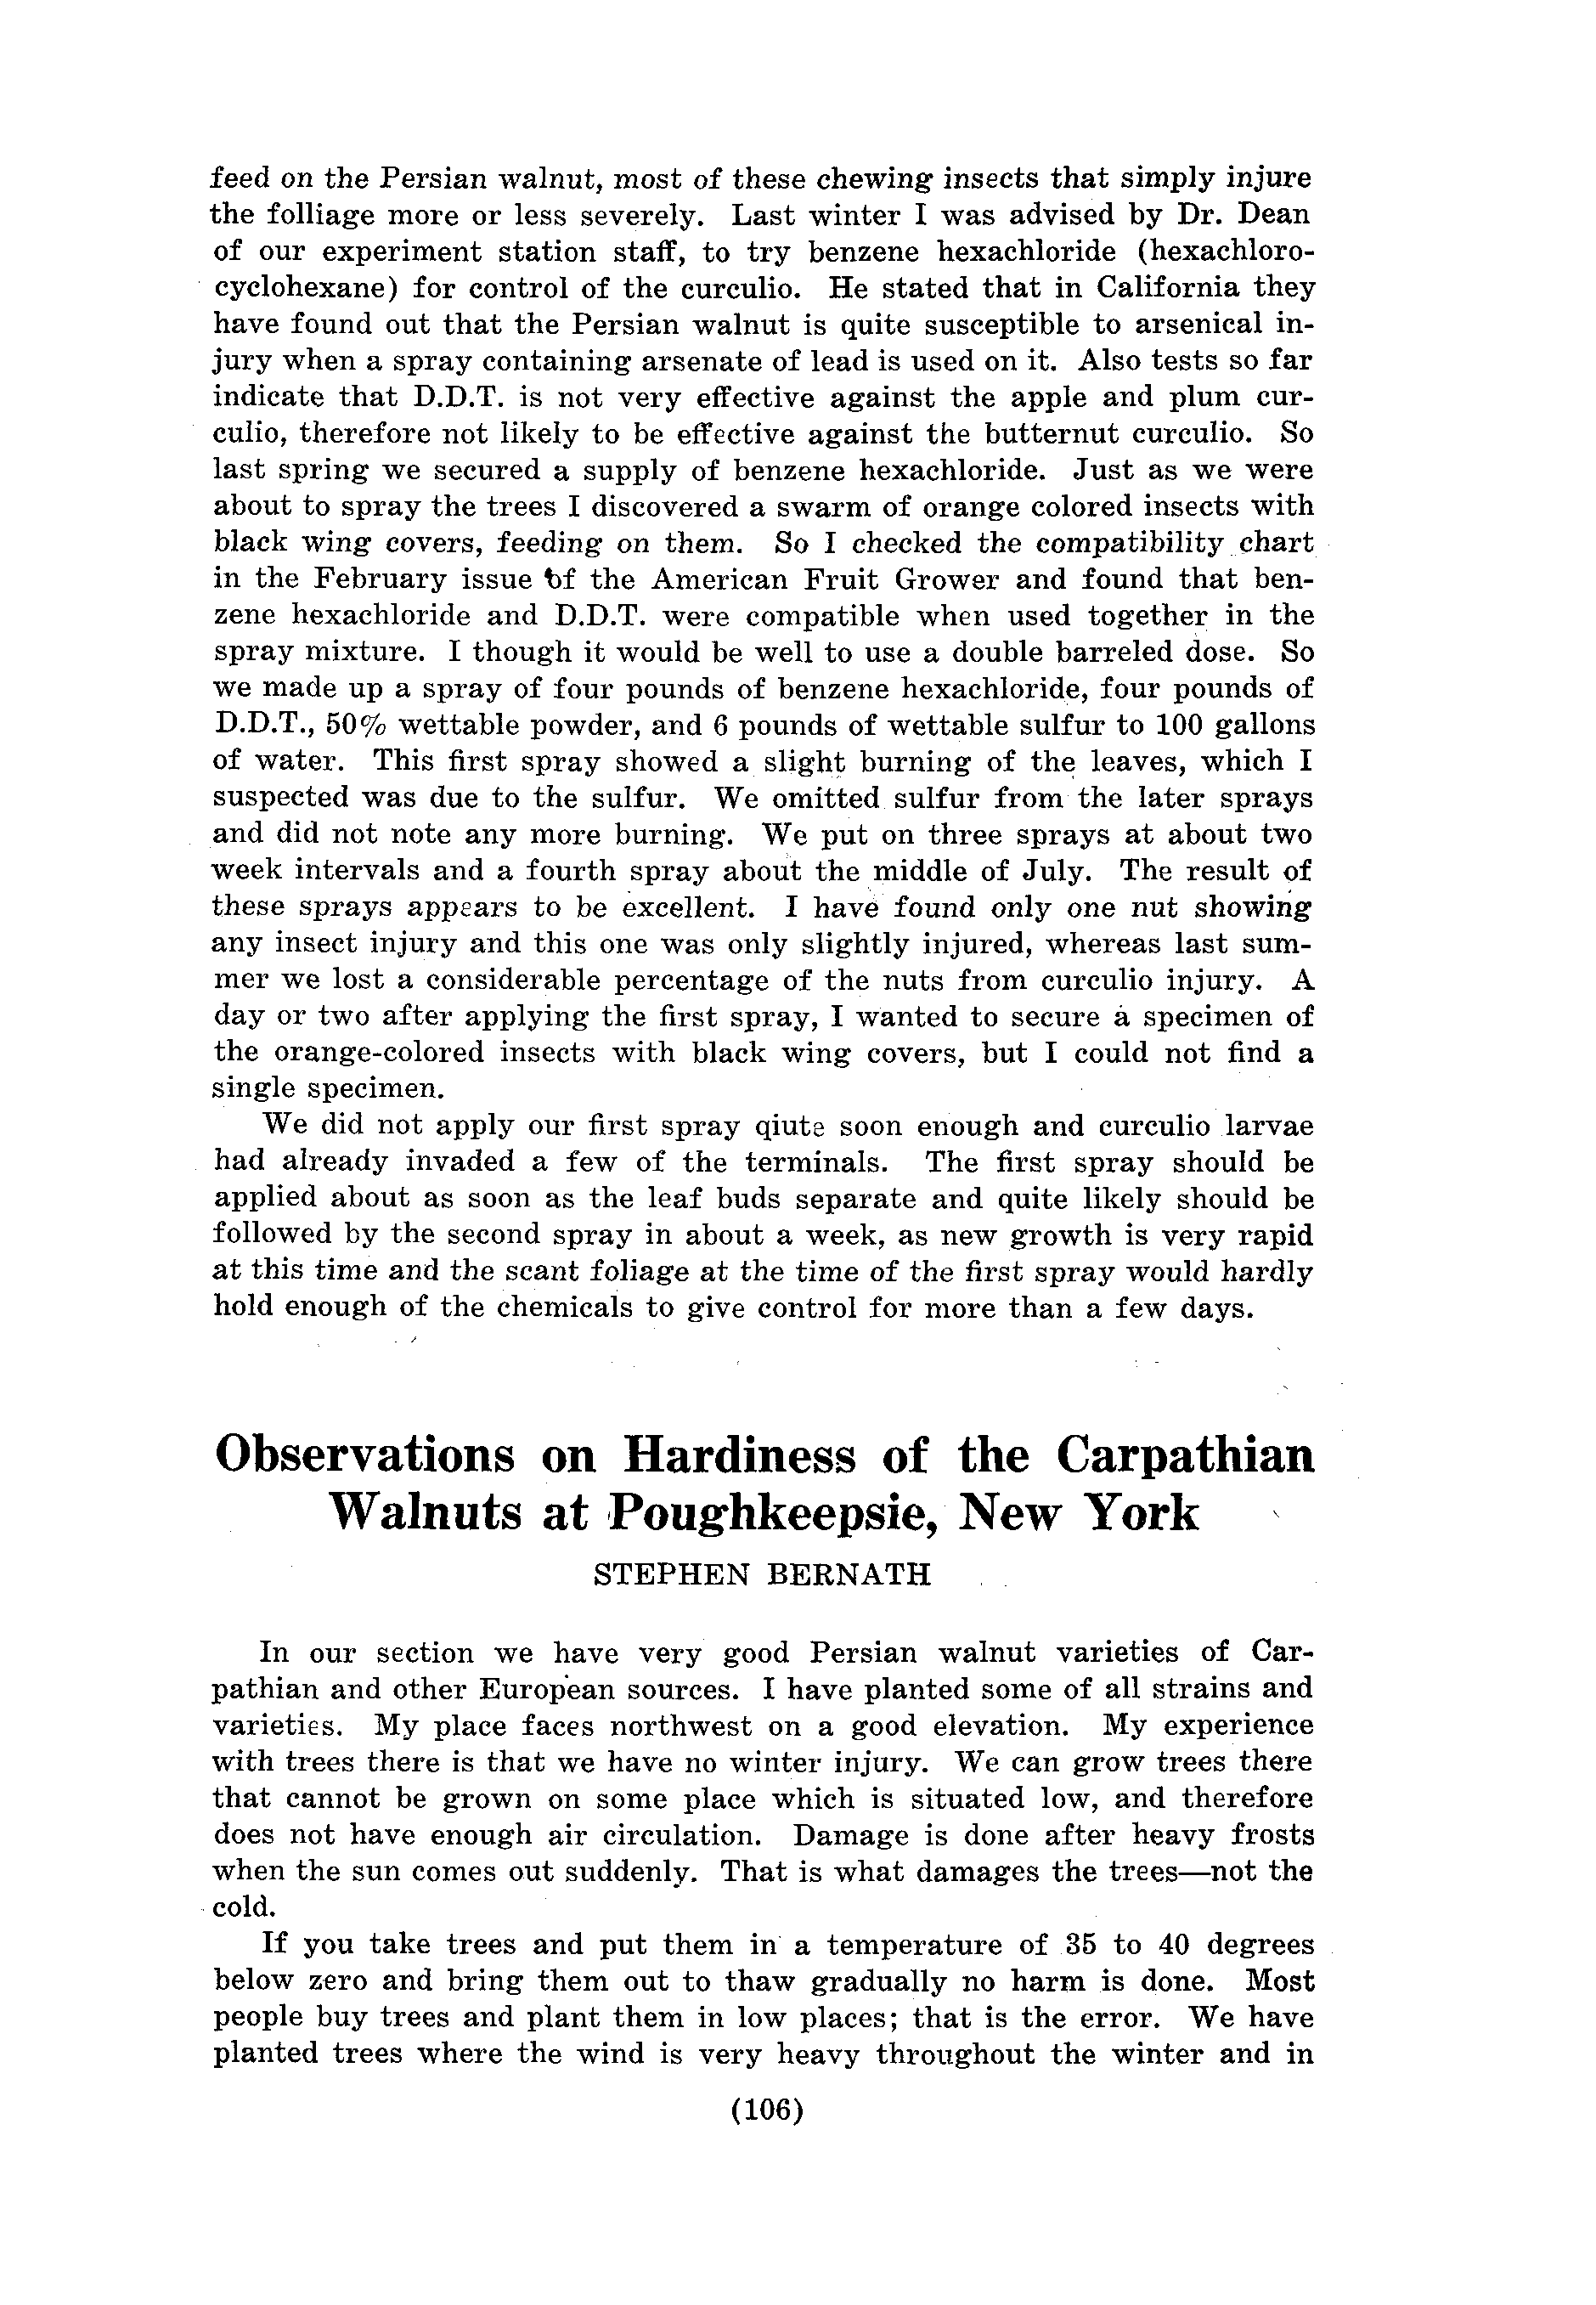 feed on the Persian walnut, most of these chewing insects that simply injure
the folliage more or less severely. Last winter I was advised by Dr. Dean
of our experiment station staff, to try benzene hexachloride (hexachloro-
cyclohexane) for control of the curculio. He stated that in California they
have found out that the Persian walnut is quite susceptible to arsenical in-
jury when a spray containing arsenate of lead is used on it. Also tests so far
indicate that D.D.T. is not very effective against the apple and plum cur-
culio, therefore not likely to be effective against the butternut curculio. So
last spring we secured a supply of benzene hexachloride. Just as we were
about to spray the trees I discovered a swarm of orange colored insects with
black wing covers, feeding on them. So I checked the compatibility chart
in the February issue of the American Fruit Grower and found that ben-
zene hexachloride and D.D.T. were compatible when used together in the
spray mixture. I though it would be well to use a double barreled dose. So
we made up a spray of four pounds of benzene hexachloride, four pounds of
D.D.T., 50% wettable powder, and 6 pounds of wettable sulfur to 100 gallons
of water. This first spray showed a slight burning of the leaves, which I
suspected was due to the sulfur. We omitted sulfur from the later sprays
and did not note any more burning. We put on three sprays at about two
week intervals and a fourth spray about the middle of July. The result of
these sprays appears to be excellent. I have found only one nut showing
any insect injury and this one was only slightly injured, whereas last sum-
mer we lost a considerable percentage of the nuts from curculio injury. A
day or two after applying the first spray, I wanted to secure a specimen of
the orange-colored insects with black wing covers, but I could not find a
single specimen.
We did not apply our first spray qiute soon enough and curculio larvae
had already invaded a few of the terminals. The first spray should be
applied about as soon as the leaf buds separate and quite likely should be
followed by the second spray in about a week, as new growth is very rapid
at this time and the scant foliage at the time of the first spray would hardly
hold enough of the chemicals to give control for more than a few days.
Observations on Hardiness of the Carpathian
Walnuts at Poughkeepsie, New York
STEPHEN BERNATH
In our section we have very good Persian walnut varieties of Car-
pathian and other European sources. I have planted some of all strains and
varieties. My place faces northwest on a good elevation. My experience
with trees there is that we have no winter injury. We can grow trees there
that cannot be grown on some place which is situated low, and therefore
does not have enough air circulation. Damage is done after heavy frosts
when the sun comes out suddenly. That is what damages the trees—not the
cold.
If you take trees and put them in a temperature of 35 to 40 degrees
below zero and bring them out to thaw gradually no harm is done. Most
people buy trees and plant them in low places; that is the error. We have
planted trees where the wind is very heavy throughout the winter and in
(106)